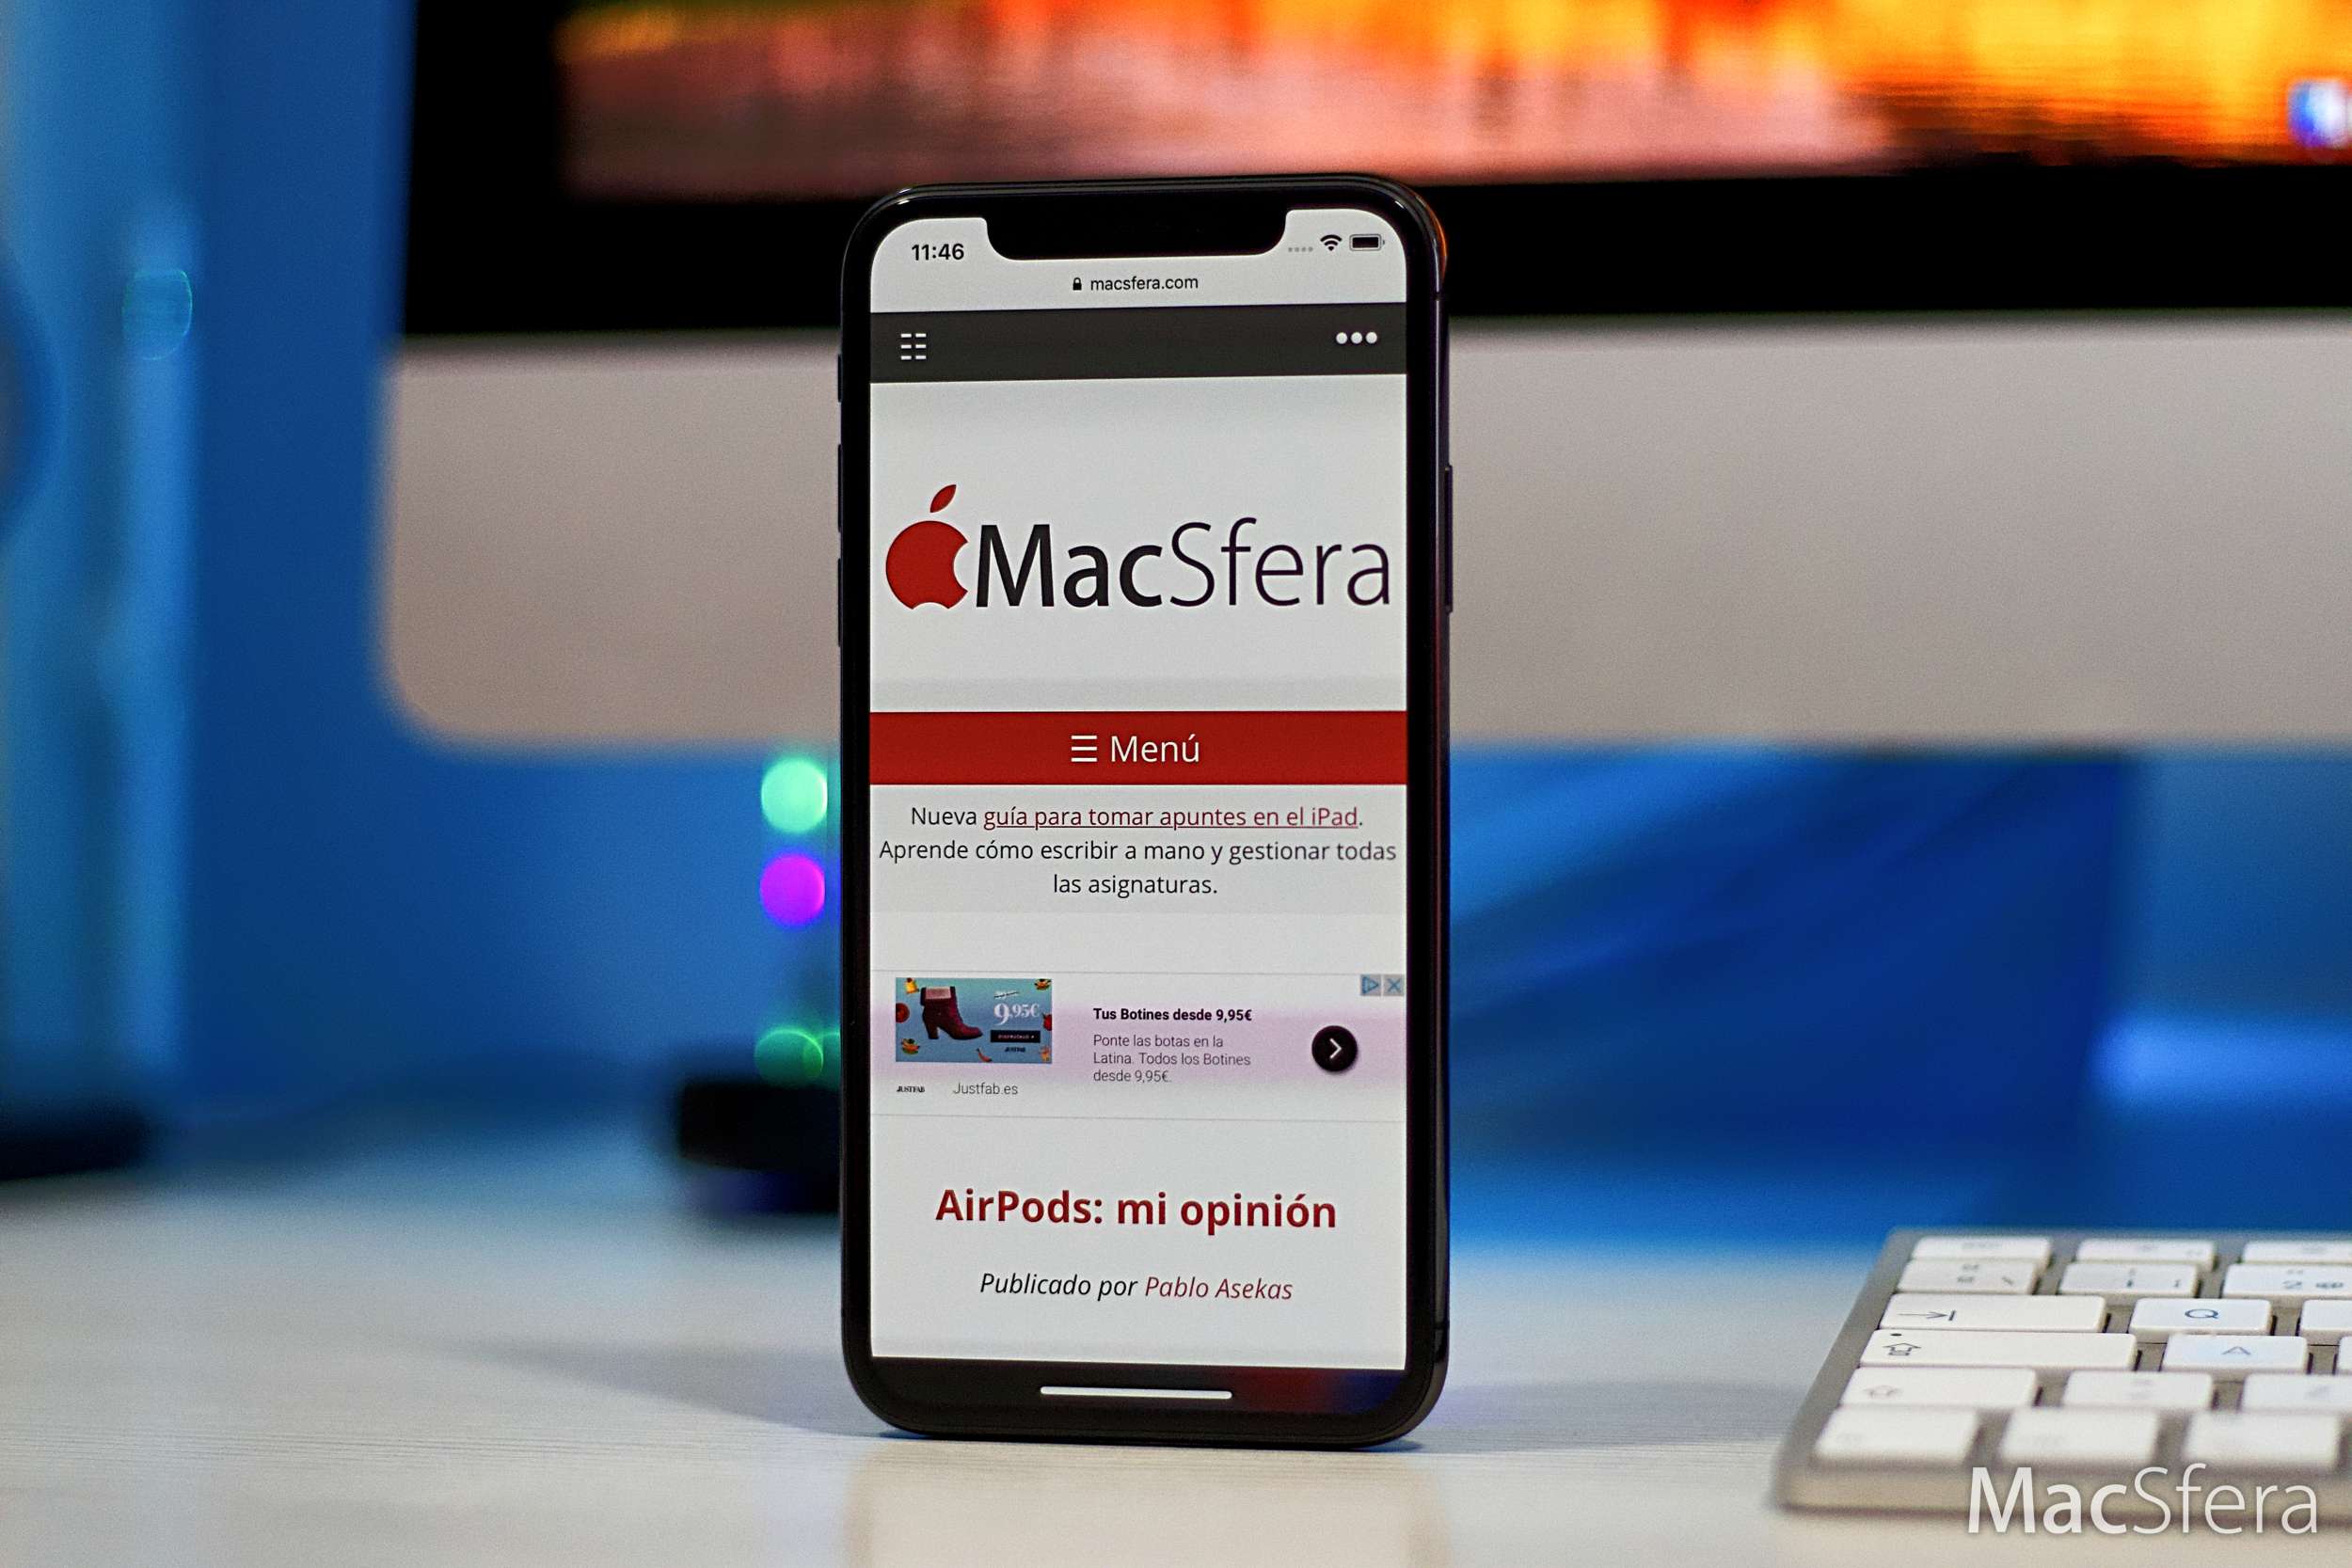 11:46
macsfera.com
MacSfera
☰ Menú
Nueva guía para tomar apuntes en el iPad.
Aprende cómo escribir a mano y gestionar todas
las asignaturas.
9,95€
Tus Botines desde 9,95€
Ponte las botas en la
Latina. Todos los Botines
desde 9,95€.
JUSTFAB
Justfab.es
AirPods: mi opinión
Publicado por Pablo Asekas
Q
A
MacSfera